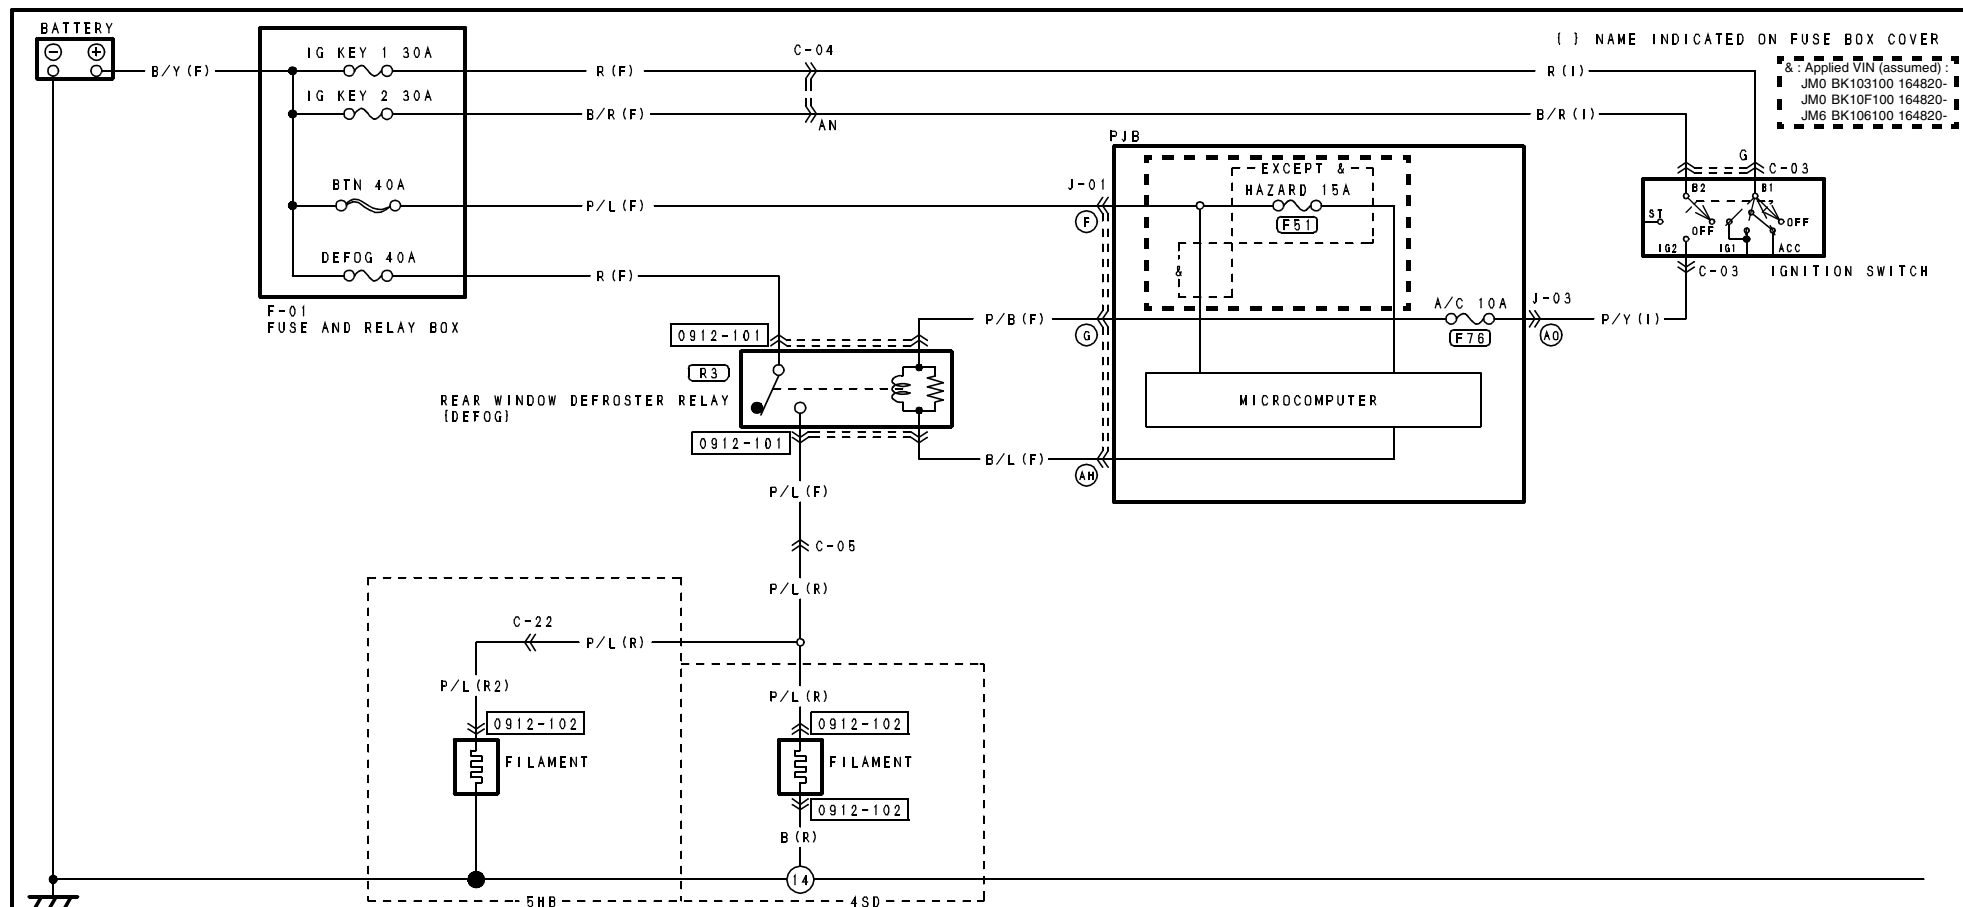 BATTERY
B/Y (F)
IG KEY 1 30A
IG KEY 2 30A
BTN 40A
DEFOG 40A
F-01
FUSE AND RELAY BOX
R (F)
B/R (F)
P/L (F)
R (F)
C-04
AN
R (I)
B/R (I)
{ } NAME INDICATED ON FUSE BOX COVER
& : Applied VIN (assumed) :
JM0 BK103100 164820-
JM0 BK10F100 164820-
JM6 BK106100 164820-
PJB
J-01
F
EXCEPT &
HAZARD 15A
F51
&
G
C-03
B2
B1
ST
OFF
OFF
IG2
IG1
ACC
C-03
IGNITION SWITCH
A/C 10A
F76
J-03
AO
P/Y (I)
P/B (F)
G
0912-101
R3
REAR WINDOW DEFROSTER RELAY
{DEFOG}
0912-101
MICROCOMPUTER
B/L (F)
AH
P/L (F)
C-05
P/L (R)
C-22
P/L (R)
P/L (R2)
P/L (R)
0912-102
0912-102
FILAMENT
FILAMENT
0912-102
B (R)
14
5HB
4SD